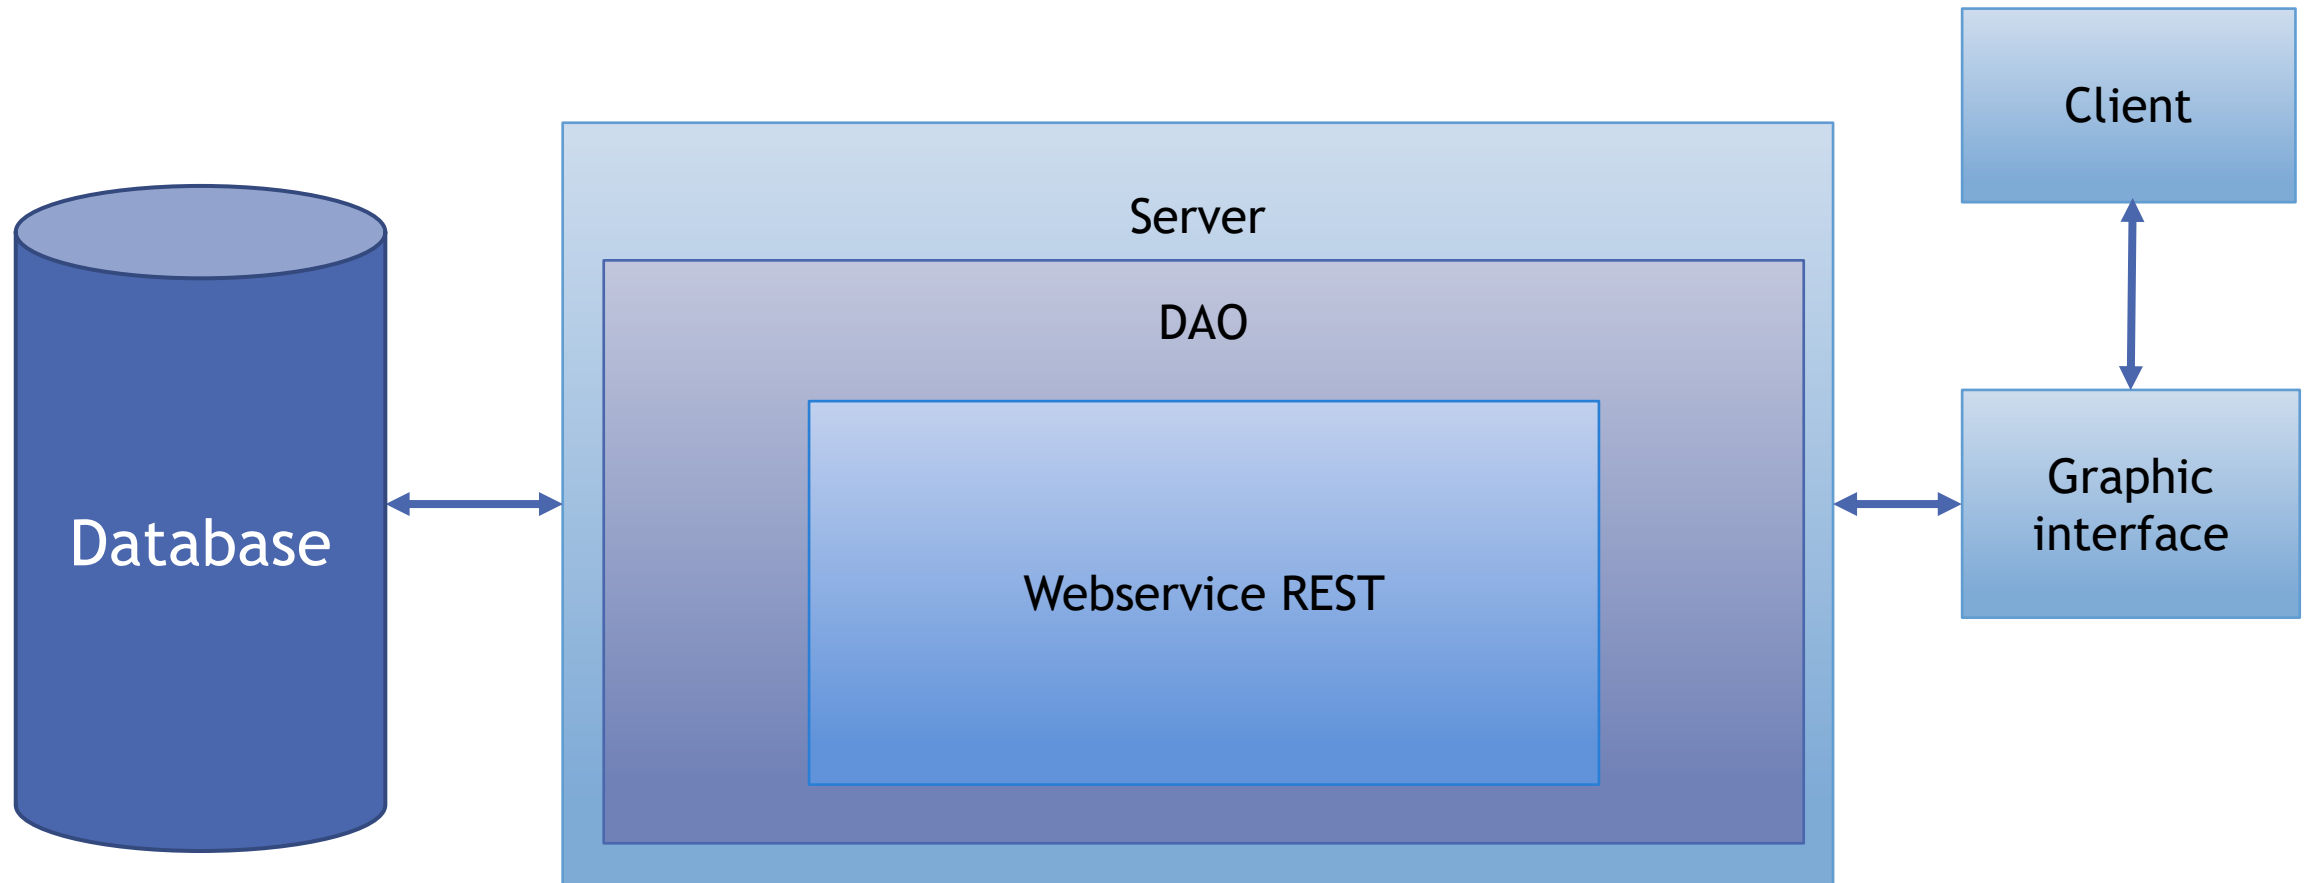 Client
Server
DAO
Database
Webservice REST
Graphic
interface